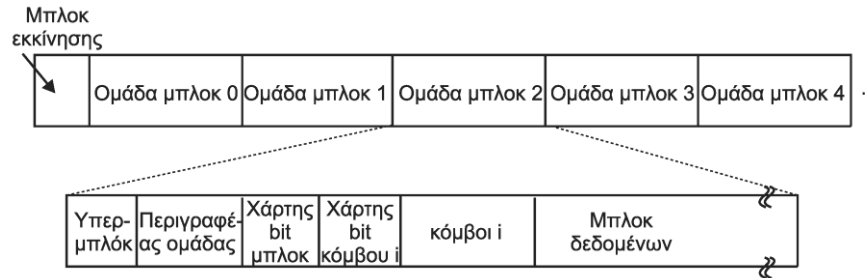 Μπλοκ
εκκίνησης
Ομάδα μπλοκ 0 Ομάδα μπλοκ 1 Ομάδα μπλοκ 2 Ομάδα μπλοκ 3 Ομάδα μπλοκ 4
Υπερ-
μπλόκ
Περιγραφέ-
ας ομάδας
Χάρτης
bit
μπλοκ
Χάρτης
bit
κόμβου i
κόμβοι i
Μπλοκ
δεδομένων